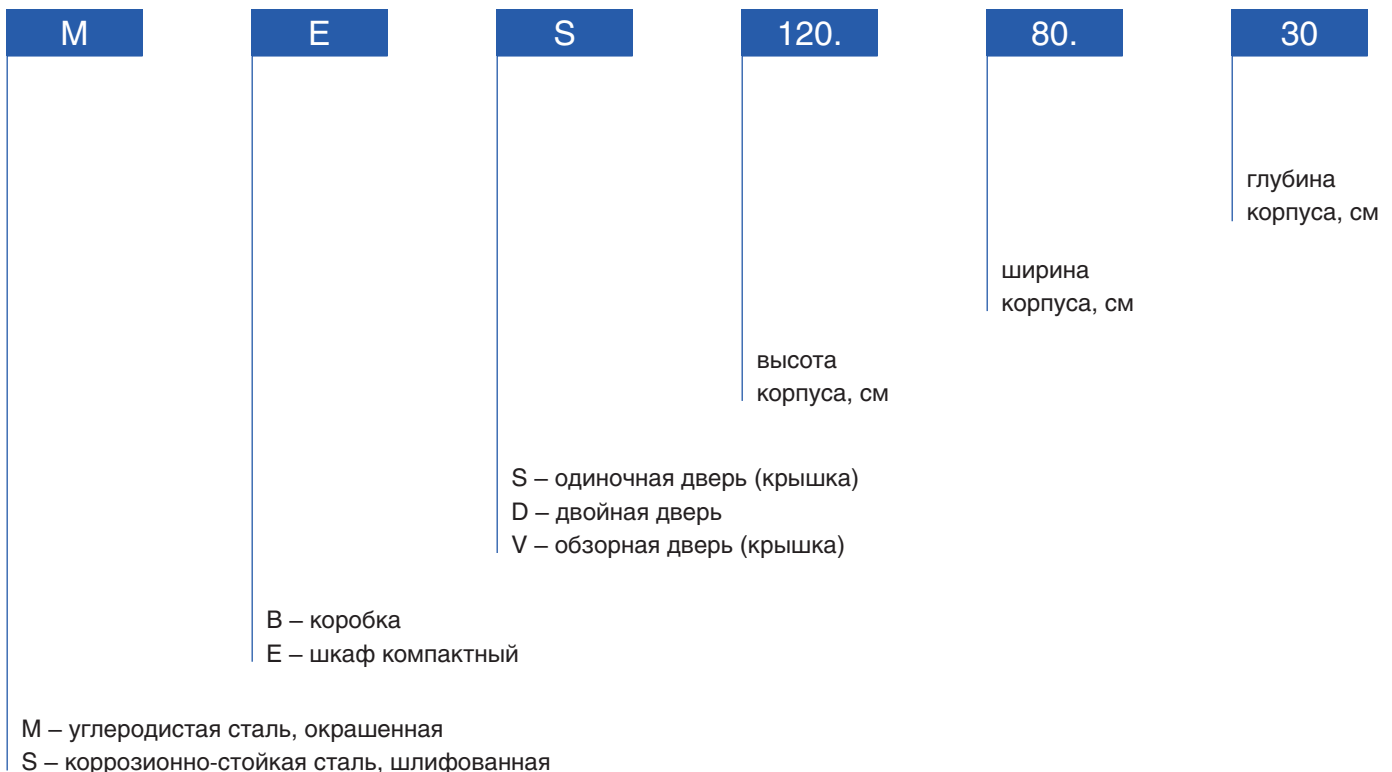 M E S 120. 80. 30
глубина
корпуса, см
ширина
корпуса, см
высота
корпуса, см
S – одиночная дверь (крышка)
D – двойная дверь
V – обзорная дверь (крышка)
B – коробка
E – шкаф компактный
M – углеродистая сталь, окрашенная
S – коррозионно-стойкая сталь, шлифованная